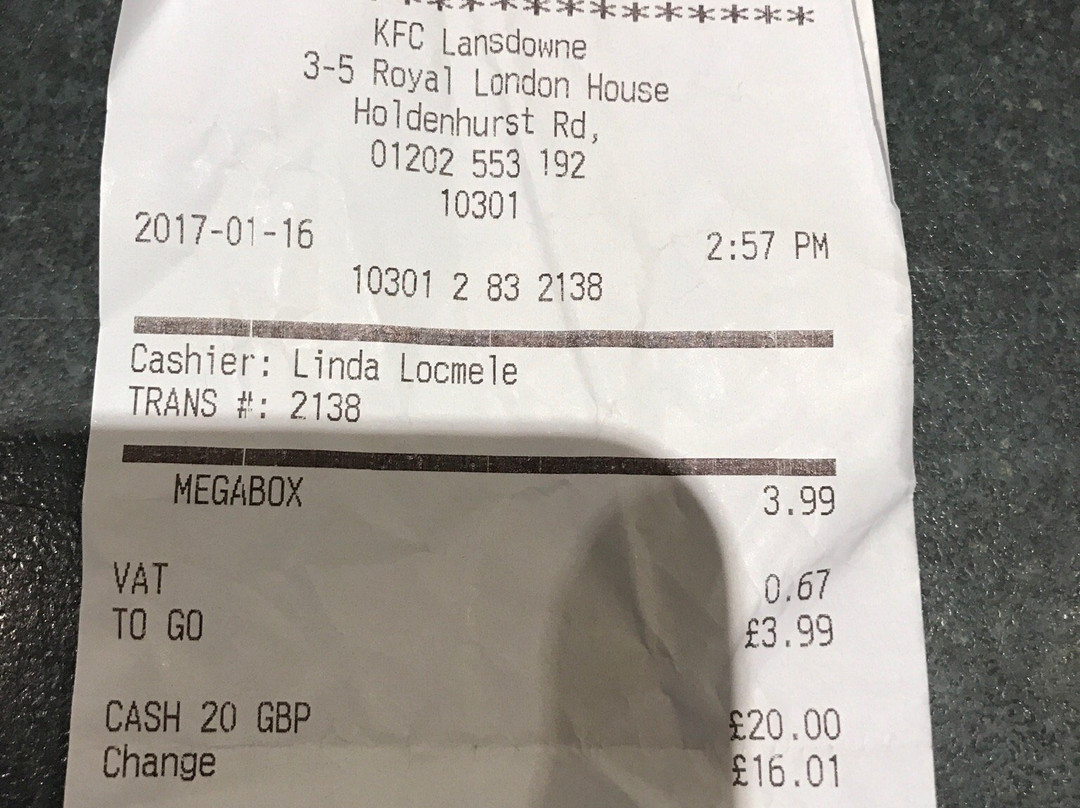 *************
KFC Lansdowne
3-5 Royal London House
Holdenhurst Rd,
01202 553 192
10301
2017-01-16 2:57 PM
10301 2 83 2138
Cashier: Linda Locmele
TRANS #: 2138
MEGABOX 3.99
VAT 0.67
TO GO £3.99
CASH 20 GBP £20.00
Change £16.01